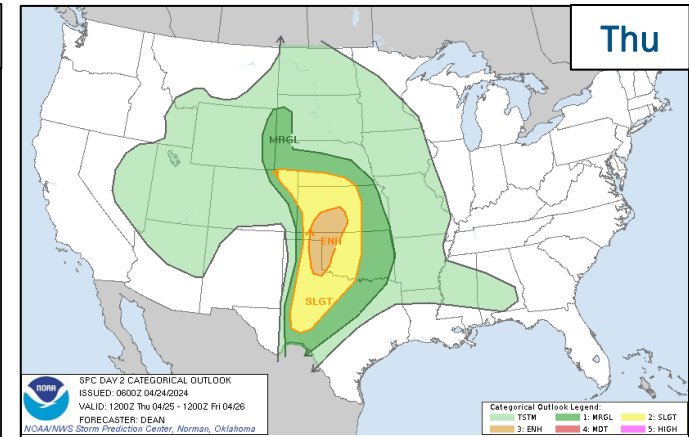 Thu
MRGL
ENH
SLGT
NOAA
SPC DAY 2 CATEGORICAL OUTLOOK
ISSUED: 0600Z 04/24/2024
VALID: 1200Z Thu 04/25 - 1200Z Fri 04/26
FORECASTER: DEAN
NOAA/NWS Storm Prediction Center, Norman, Oklahoma
Categorical Outlook Legend:
TSTM 1: MRGL 2: SLGT
3: ENH 4: MDT 5: HIGH